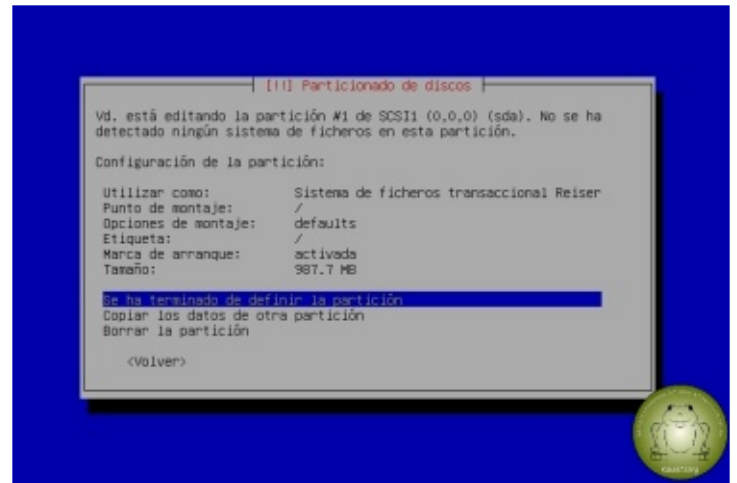 [!!] Particionado de discos
Vd. está editando la partición #1 de SCSI1 (0,0,0) (sda). No se ha
detectado ningún sistema de ficheros en esta partición.
Configuración de la partición:
Utilizar como: Sistema de ficheros transaccional Reiser
Punto de montaje: /
Opciones de montaje: defaults
Etiqueta: /
Marca de arranque: activada
Tamaño: 987.7 MB
Se ha terminado de definir la partición
Copiar los datos de otra partición
Borrar la partición
<Volver>